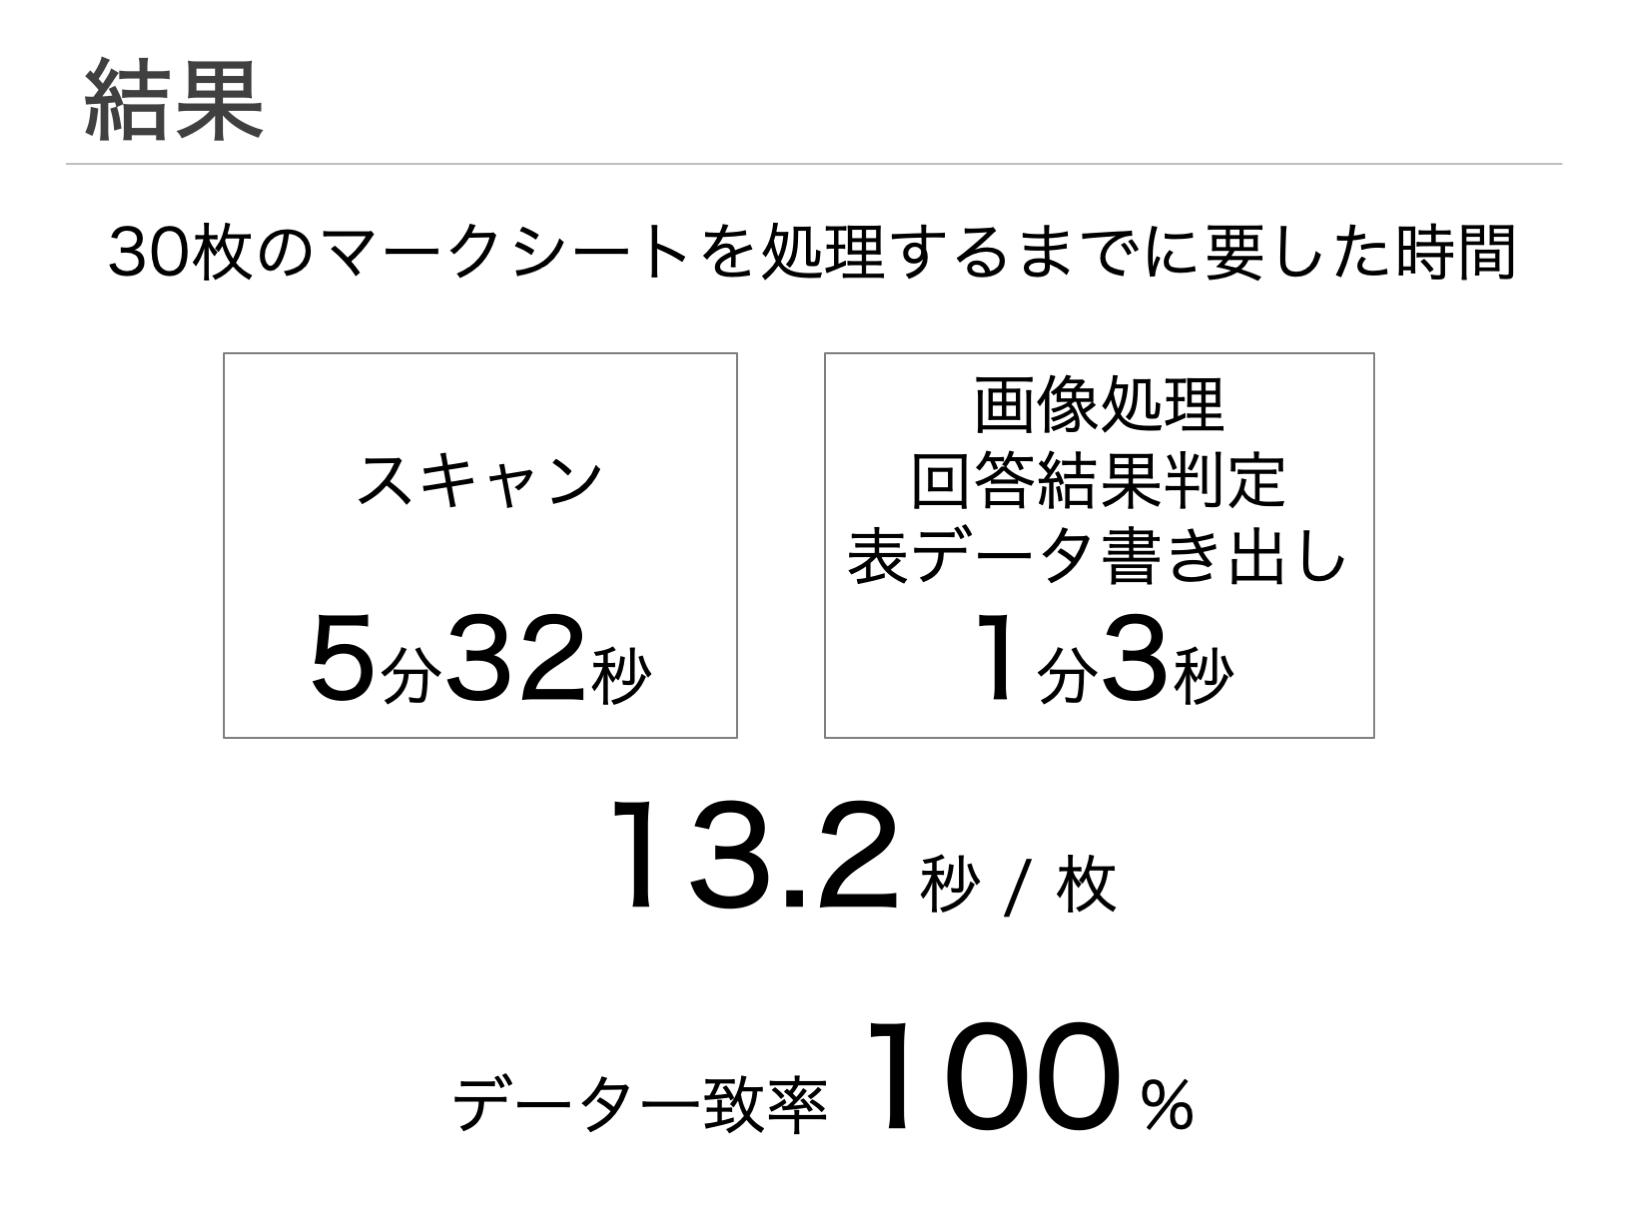 結果
30枚のマークシートを処理するまでに要した時間
スキャン
5分32秒
画像処理
回答結果判定
表データ書き出し
1分3秒
13.2 秒 / 枚
データ一致率 100 %